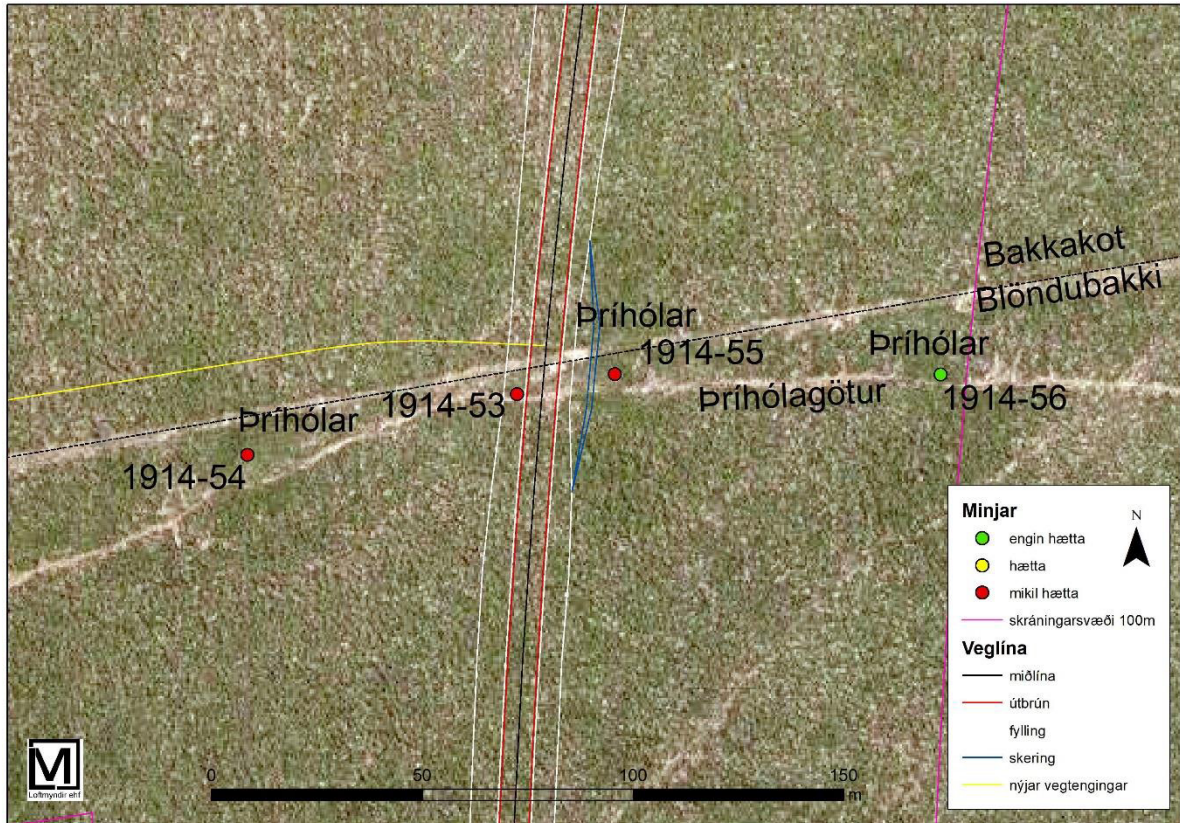 Bakkakot
Blöndubakki
Þríhólar
1914-55
Þríhólar
1914-56
Þríhólagötur
1914-53
Þríhólar
1914-54
Minjar
N
engin hætta
hætta
mikil hætta
skráningarsvæði 100m
Veglína
miðlína
útbrún
fylling
skering
nýjar vegtengingar
M
Loftmyndir ehf
0 50 100 150
m